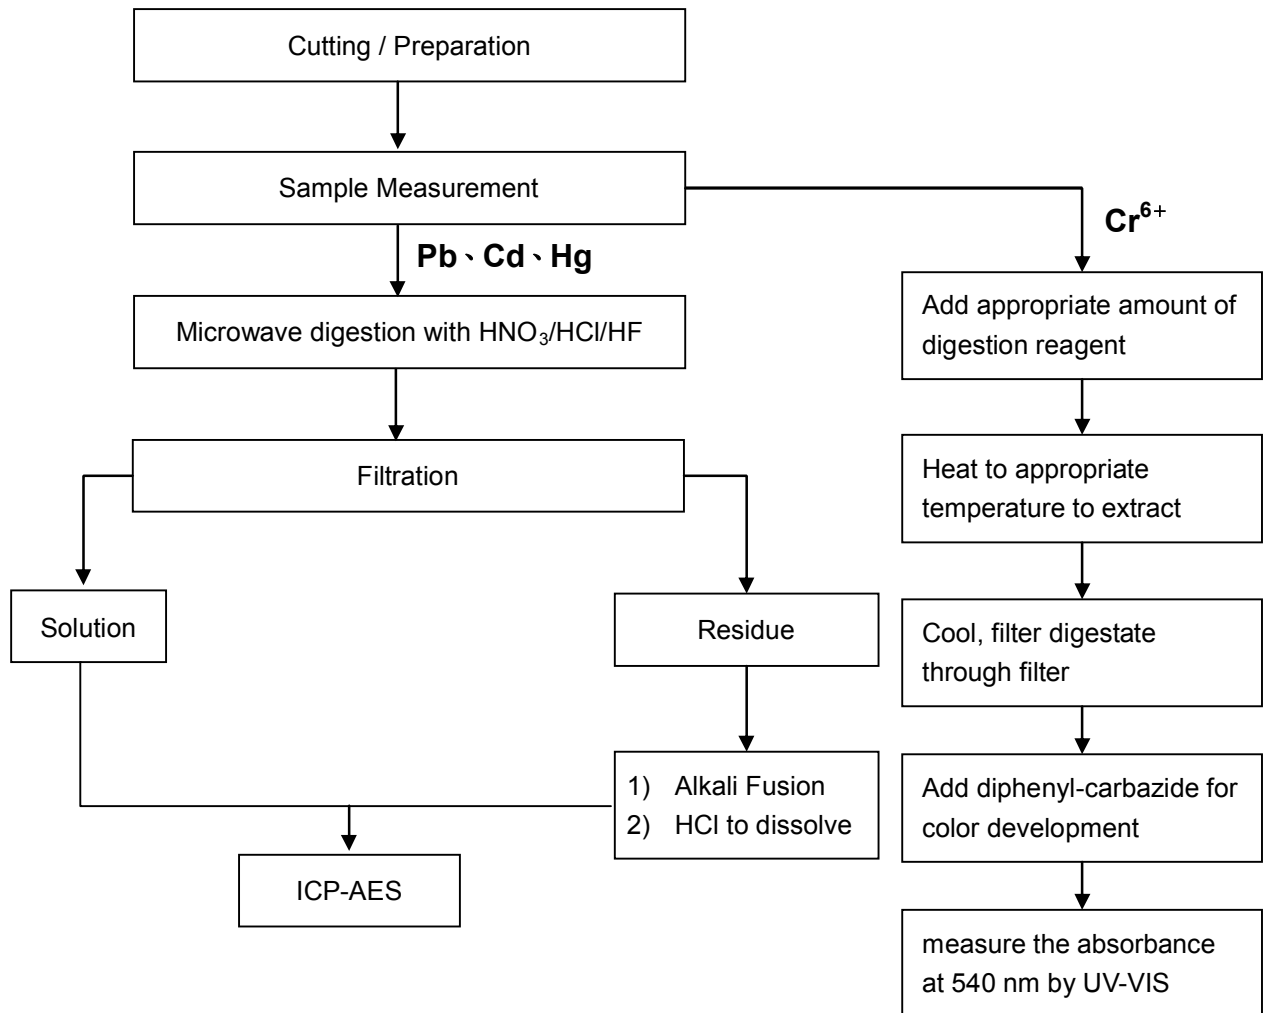 Cutting / Preparation
Sample Measurement
Cr⁶⁺
Pb、Cd、Hg
Microwave digestion with HNO₃/HCl/HF
Add appropriate amount of
digestion reagent
Filtration
Heat to appropriate
temperature to extract
Solution
Residue
Cool, filter digestate
through filter
1) Alkali Fusion
2) HCl to dissolve
Add diphenyl-carbazide for
color development
ICP-AES
measure the absorbance
at 540 nm by UV-VIS